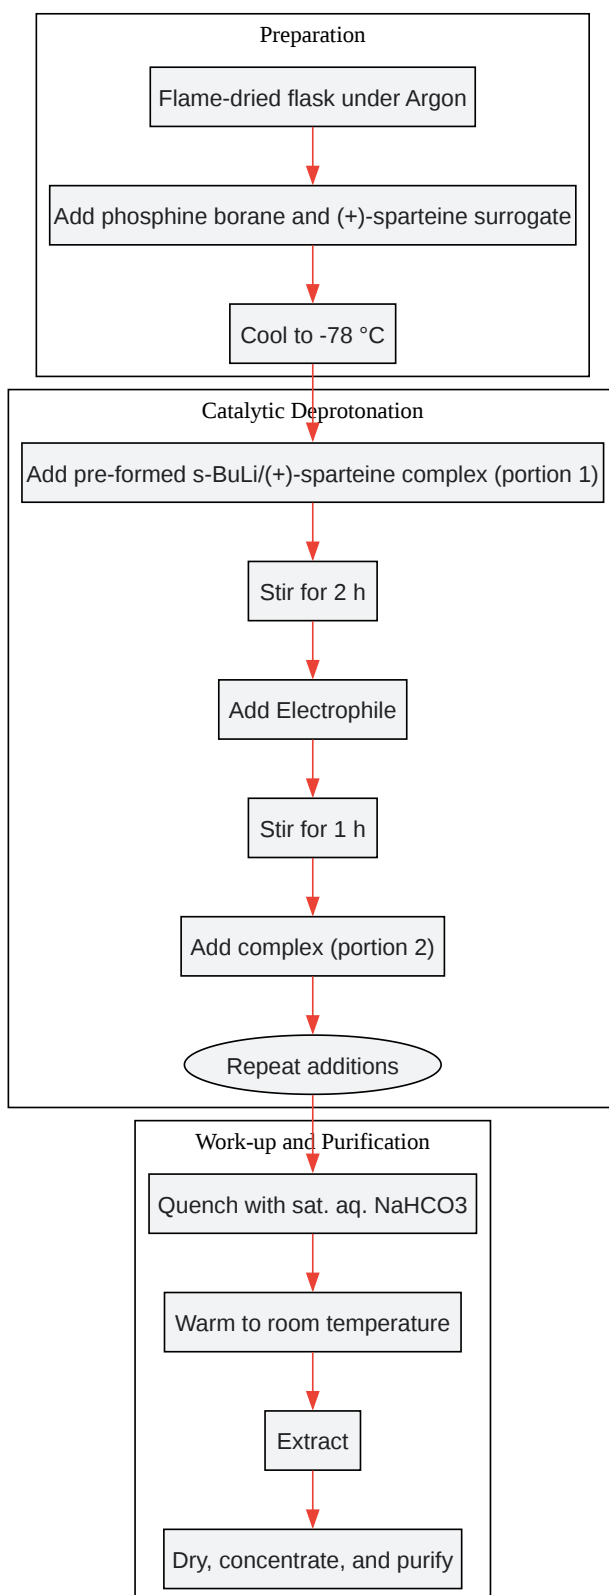 Preparation
Flame-dried flask under Argon
Add phosphine borane and (+)-sparteine surrogate
Cool to -78 °C
Catalytic Deprotonation
Add pre-formed s-BuLi/(+)-sparteine complex (portion 1)
Stir for 2 h
Add Electrophile
Stir for 1 h
Add complex (portion 2)
Repeat additions
Work-up and Purification
Quench with sat. aq. NaHCO3
Warm to room temperature
Extract
Dry, concentrate, and purify